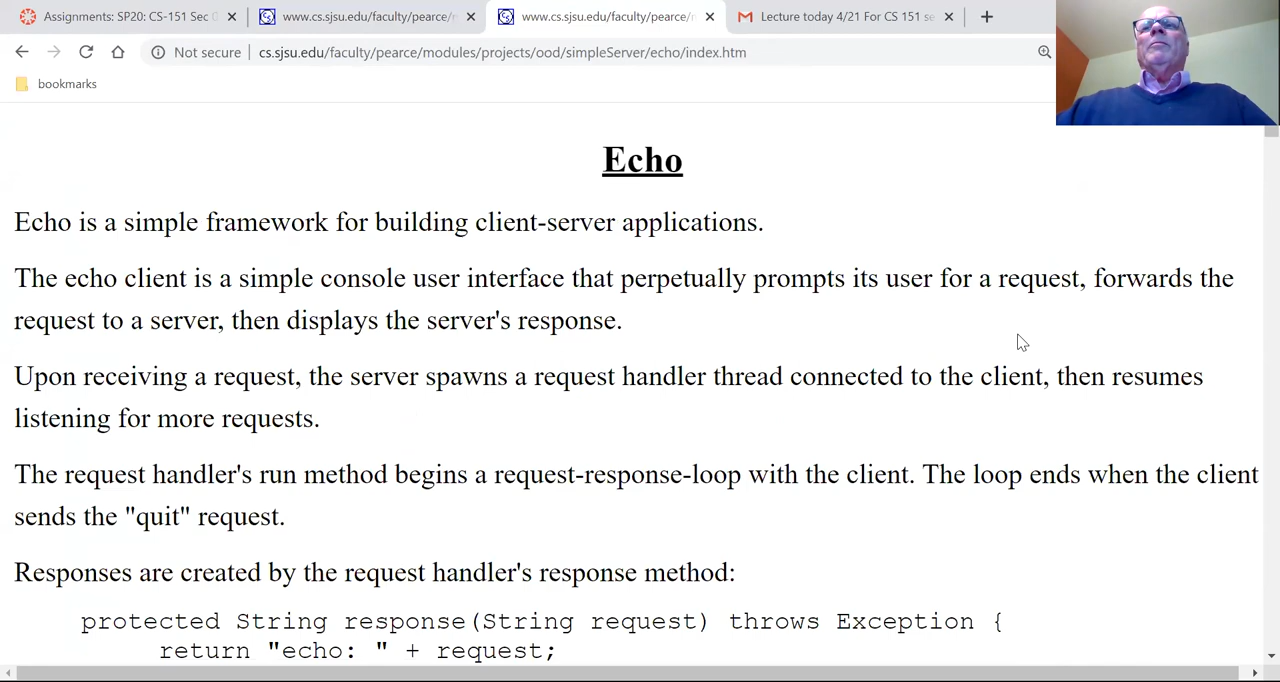 Assignments: SP20: CS-151 Sec
www.cs.sjsu.edu/faculty/pearce/r
www.cs.sjsu.edu/faculty/pearce/r
Lecture today 4/21 For CS 151 se
Not secure
cs.sjsu.edu/faculty/pearce/modules/projects/ood/simpleServer/echo/index.htm
bookmarks
Echo
Echo is a simple framework for building client-server applications.
The echo client is a simple console user interface that perpetually prompts its user for a request, forwards the
request to a server, then displays the server's response.
Upon receiving a request, the server spawns a request handler thread connected to the client, then resumes
listening for more requests.
The request handler's run method begins a request-response-loop with the client. The loop ends when the client
sends the "quit" request.
Responses are created by the request handler's response method:
protected String response(String request) throws Exception {
return "echo: " + request;